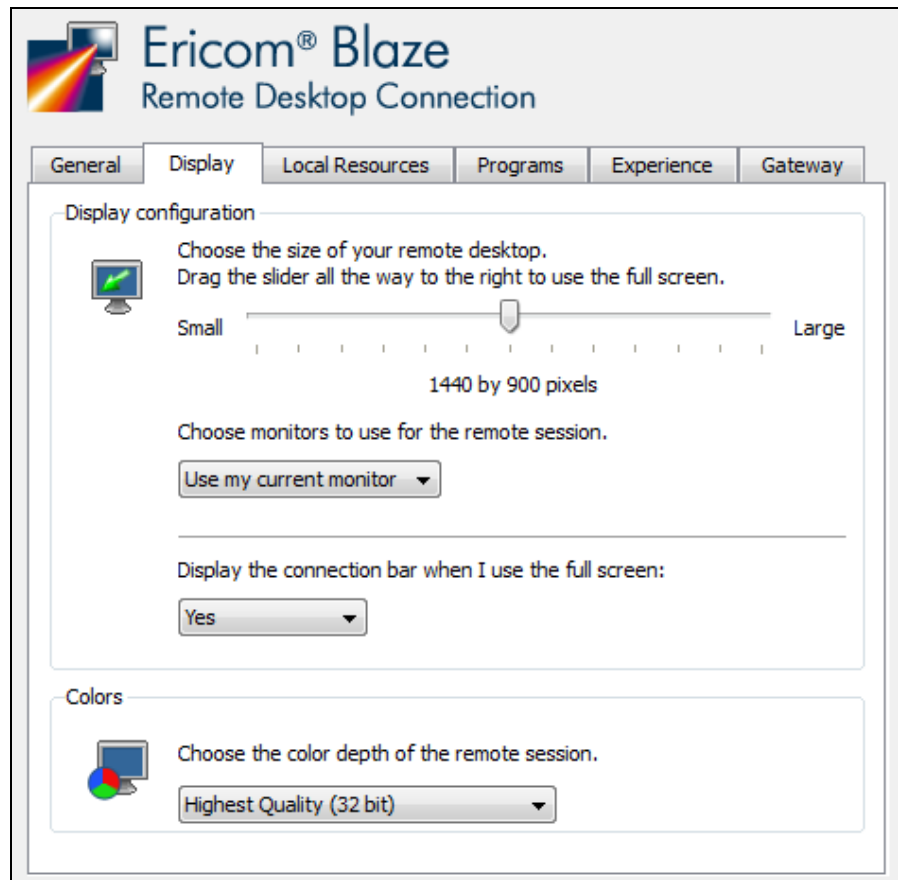 Ericom® Blaze
Remote Desktop Connection
General Display Local Resources Programs Experience Gateway
Display configuration
Choose the size of your remote desktop.
Drag the slider all the way to the right to use the full screen.
Small Large
1440 by 900 pixels
Choose monitors to use for the remote session.
Use my current monitor
Display the connection bar when I use the full screen:
Yes
Colors
Choose the color depth of the remote session.
Highest Quality (32 bit)